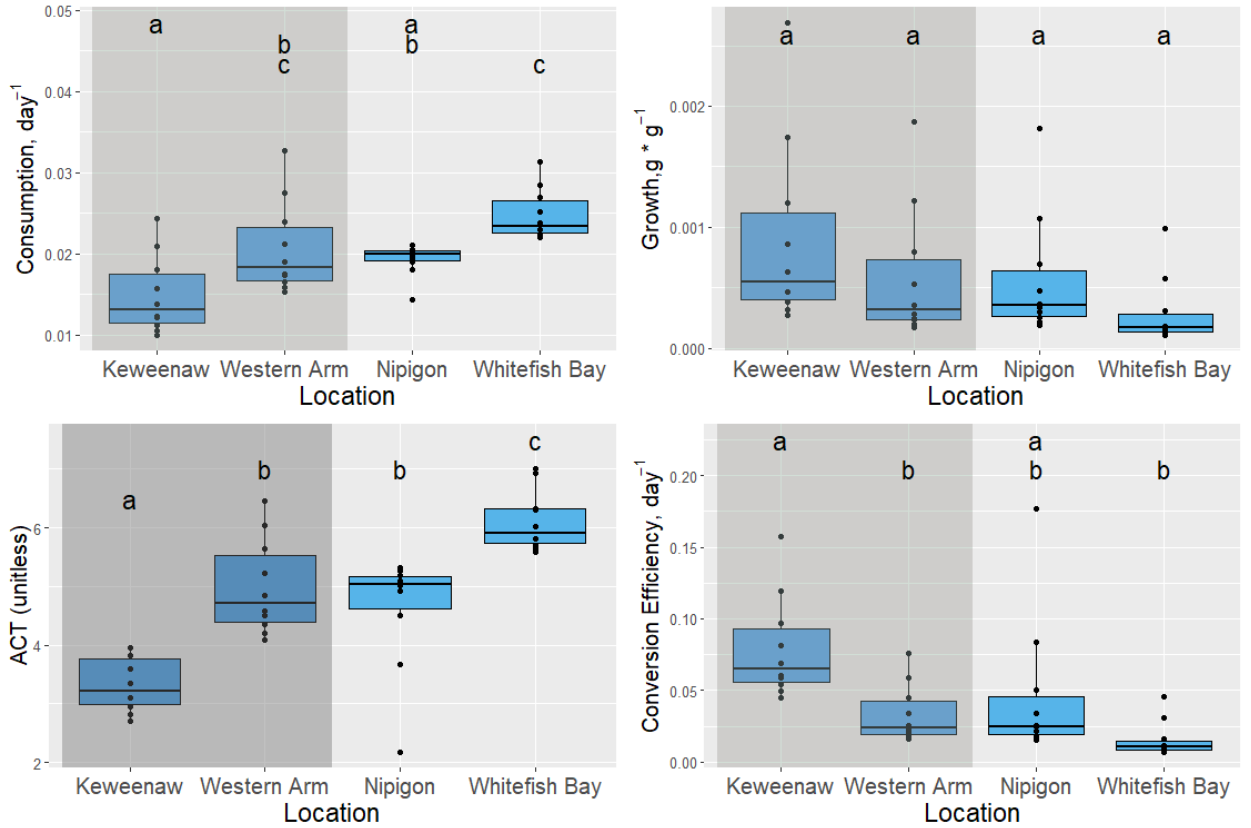 Consumption, day⁻¹
0.05
0.04
0.03
0.02
0.01
a
b
c
a
b
c
Keweenaw Western Arm Nipigon Whitefish Bay
Location
Growth,g * g⁻¹
0.002
0.001
0.000
a a a a
Keweenaw Western Arm Nipigon Whitefish Bay
Location
ACT (unitless)
6
4
2
a
b
b
c
Keweenaw Western Arm Nipigon Whitefish Bay
Location
Conversion Efficiency, day⁻¹
0.20
0.15
0.10
0.05
0.00
a
b
a
b
b
Keweenaw Western Arm Nipigon Whitefish Bay
Location